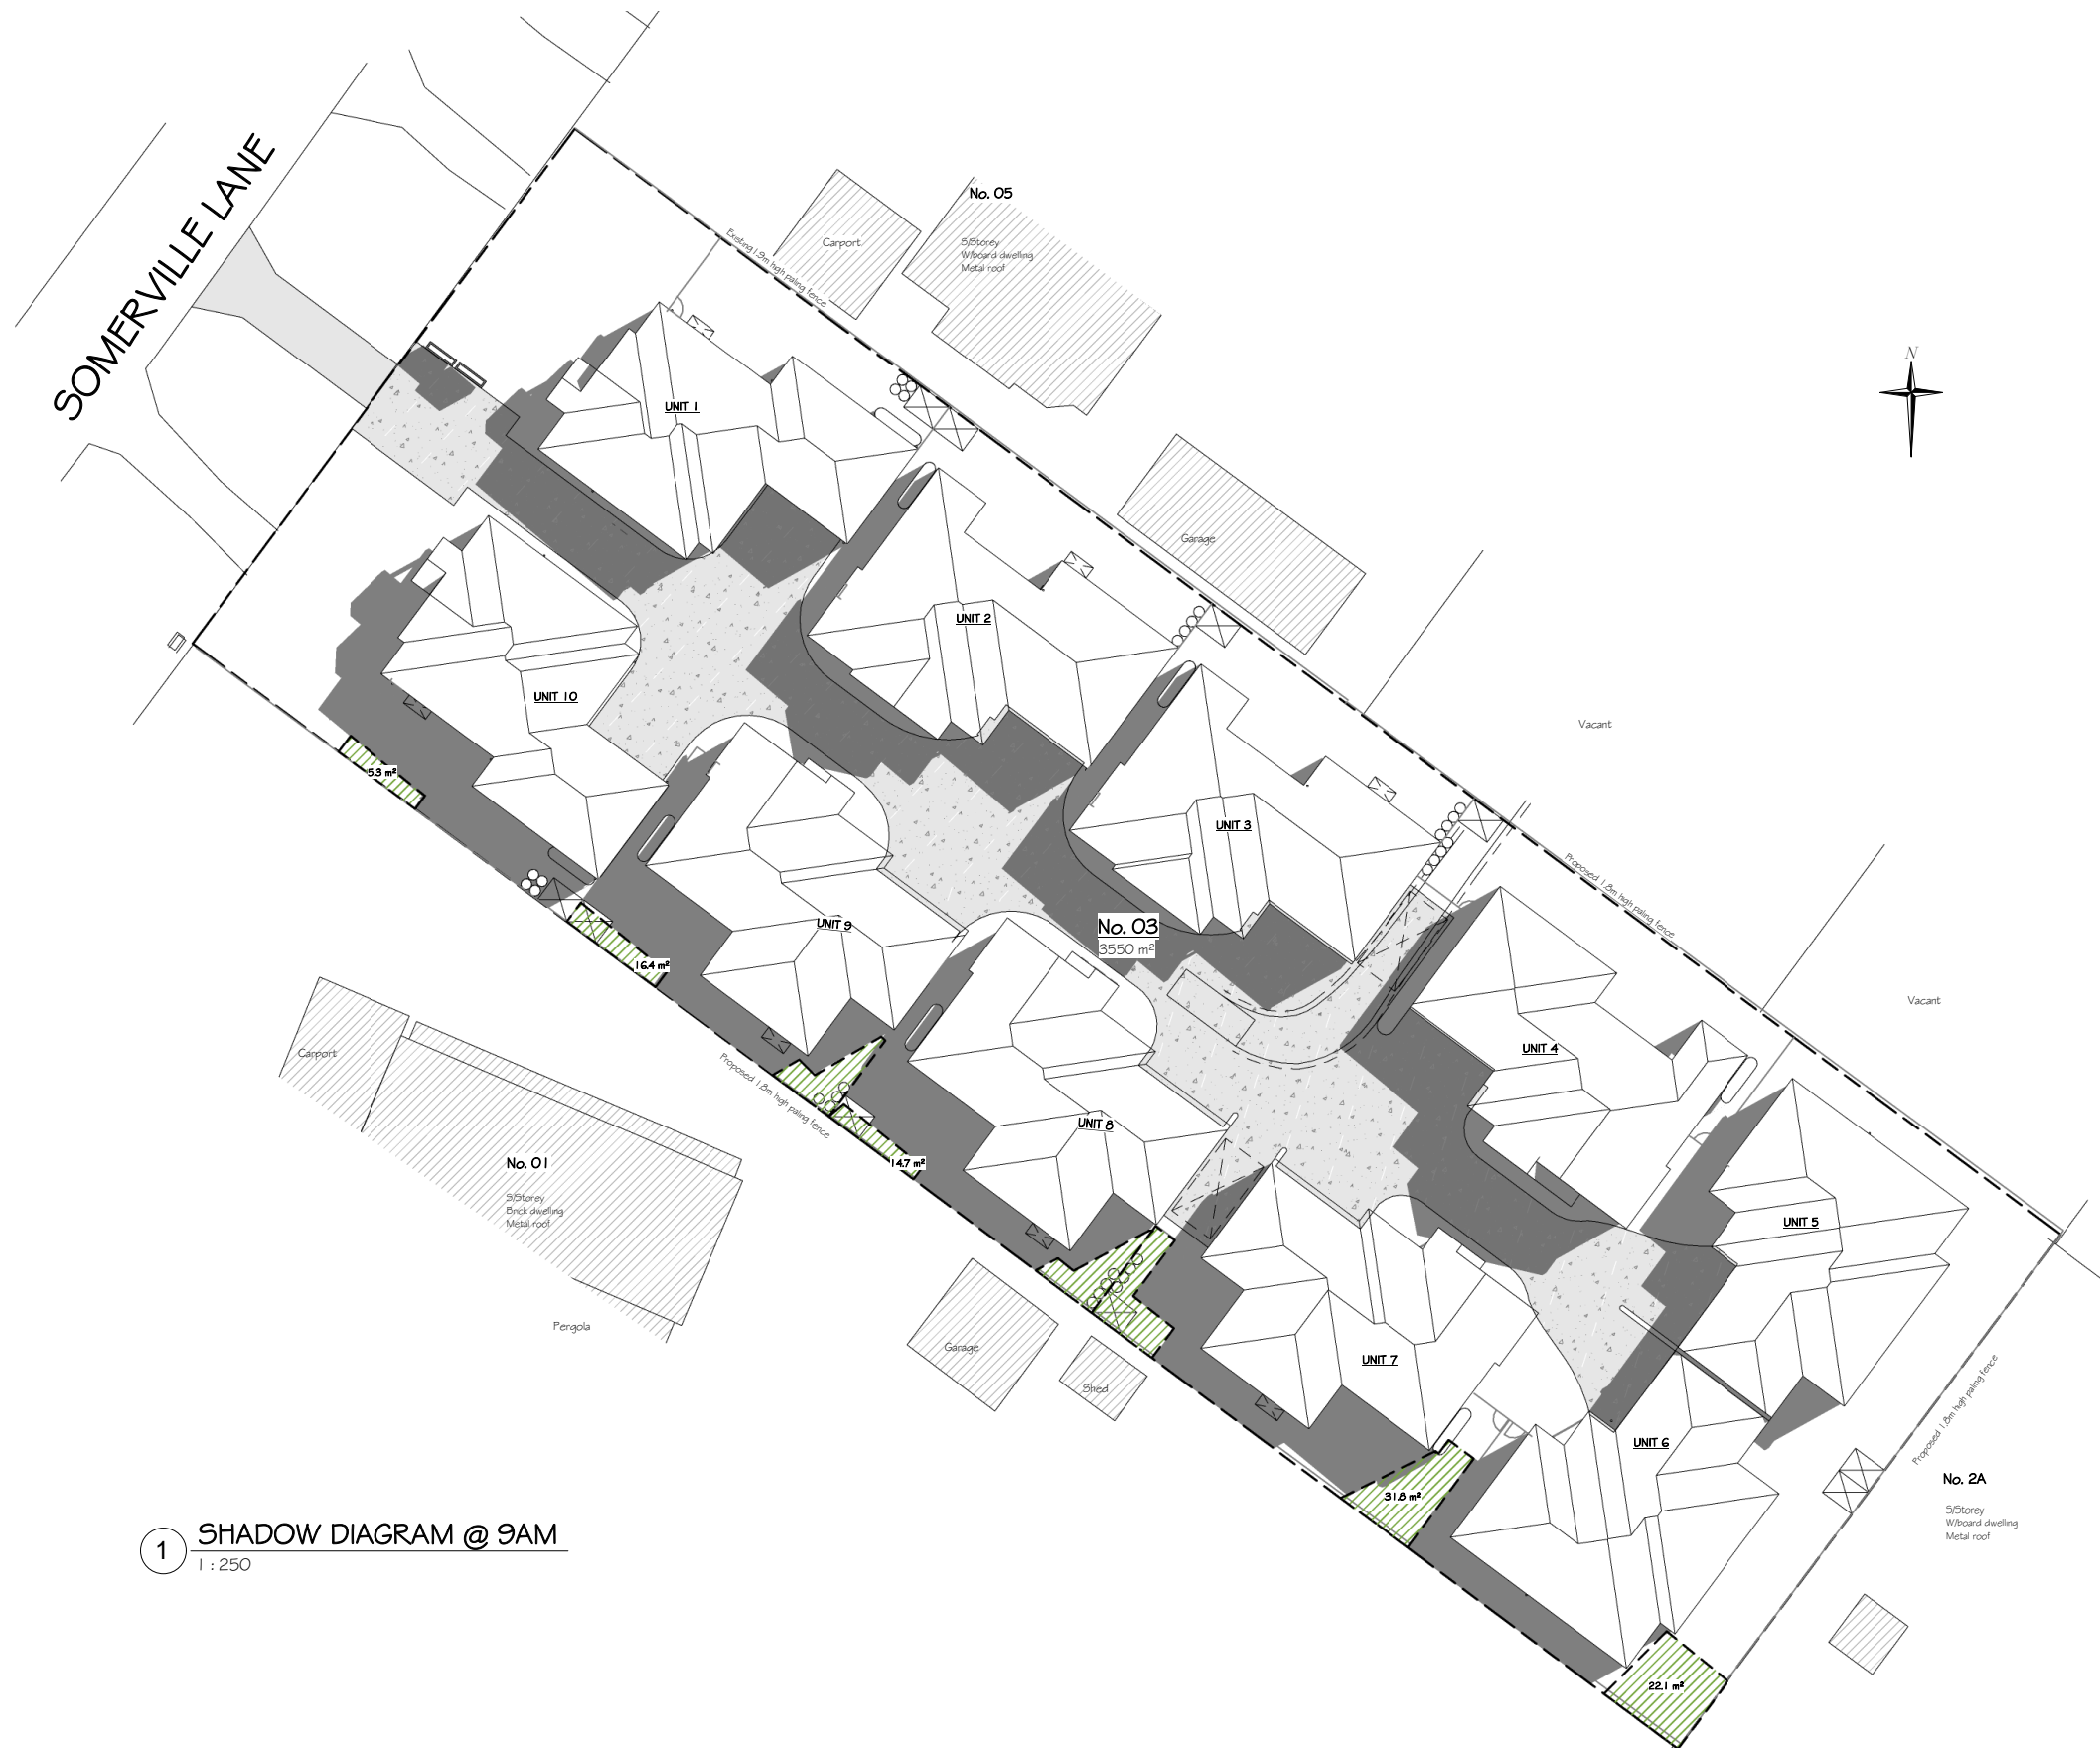 SOMERVILLE LANE
No. 05
Carport
S/Storey
W/board dwelling
Metal roof
Existing 1.9m high paling fence
N
UNIT 1
Garage
UNIT 2
UNIT 10
Vacant
5.3 m²
UNIT 3
Proposed 1.8m high paling fence
No. 03
3550 m²
UNIT 9
16.4 m²
Vacant
UNIT 4
Carport
Proposed 1.8m high paling fence
UNIT 8
No. 01
14.7 m²
S/Storey
Brick dwelling
Metal roof
UNIT 5
Pergola
Garage
UNIT 7
Shed
Proposed 1.8m high paling fence
UNIT 6
No. 2A
31.8 m²
S/Storey
W/board dwelling
Metal roof
1
SHADOW DIAGRAM @ 9AM
1 : 250
22.1 m²